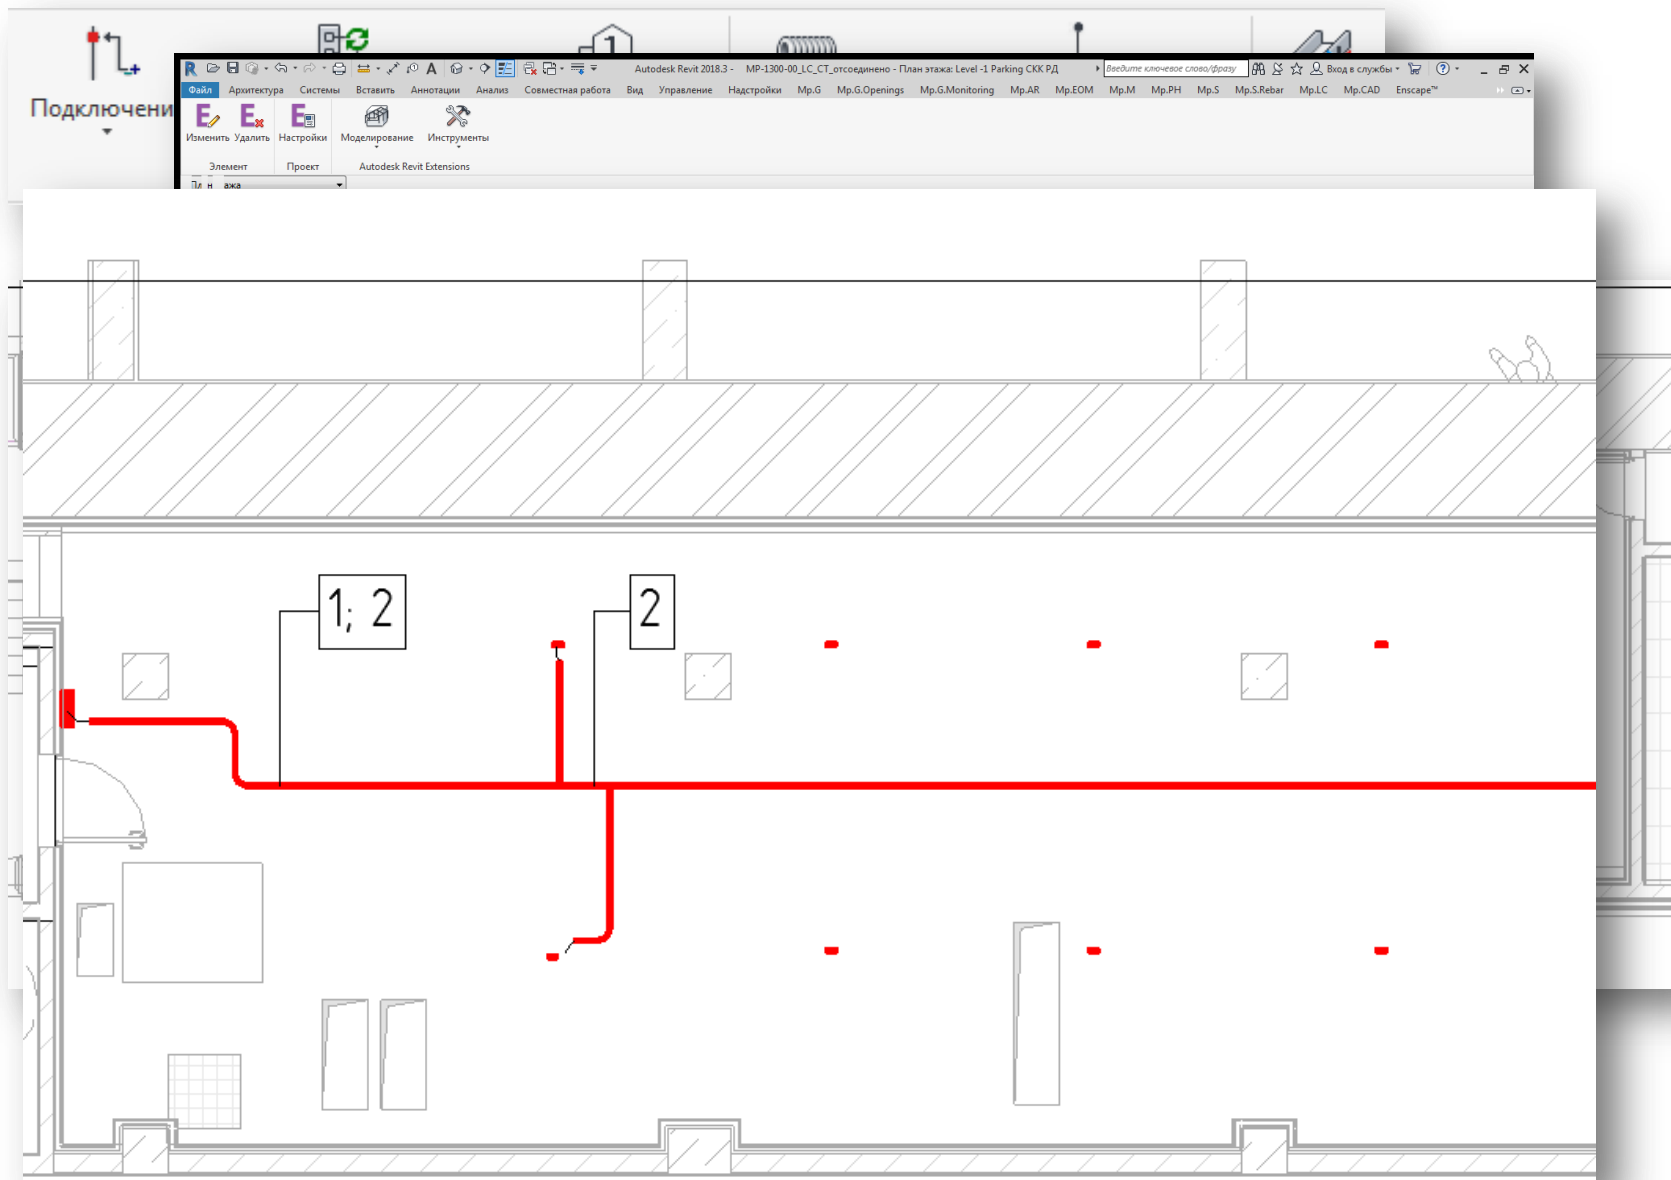 Подключени
1
Autodesk Revit 2018.3 - MP-1300-00_LC_CT_отсоединено - План этажа: Level -1 Parking СКК РД
Введите ключевое слово/фразу
Вход в службы
Файл Архитектура Системы Вставить Аннотации Анализ Совместная работа Вид Управление Надстройки Mp.G Mp.G.Openings Mp.G.Monitoring Mp.AR Mp.EOM Mp.M Mp.PH Mp.S Mp.S.Rebar Mp.LC Mp.CAD Enscape™
Изменить Удалить Настройки Моделирование Инструменты
Элемент Проект Autodesk Revit Extensions
1; 2
2